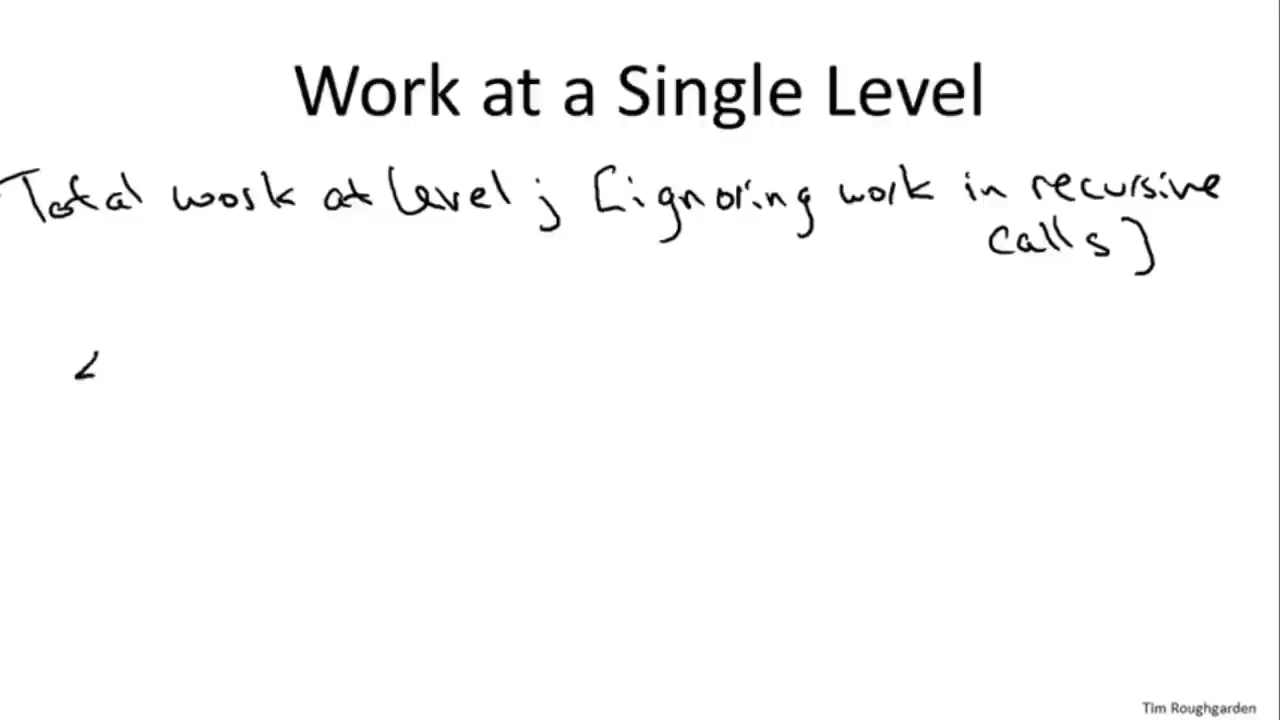 Work at a Single Level
Total work at level j [ignoring work in recursive
calls]
Tim Roughgarden